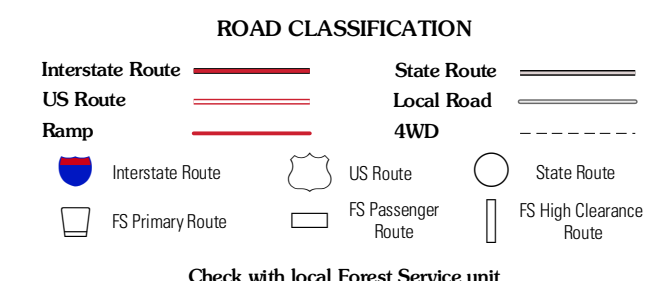 ROAD CLASSIFICATION
Interstate Route State Route
US Route Local Road
Ramp 4WD
Interstate Route US Route State Route
FS Primary Route FS Passenger Route FS High Clearance Route
Check with local Forest Service unit